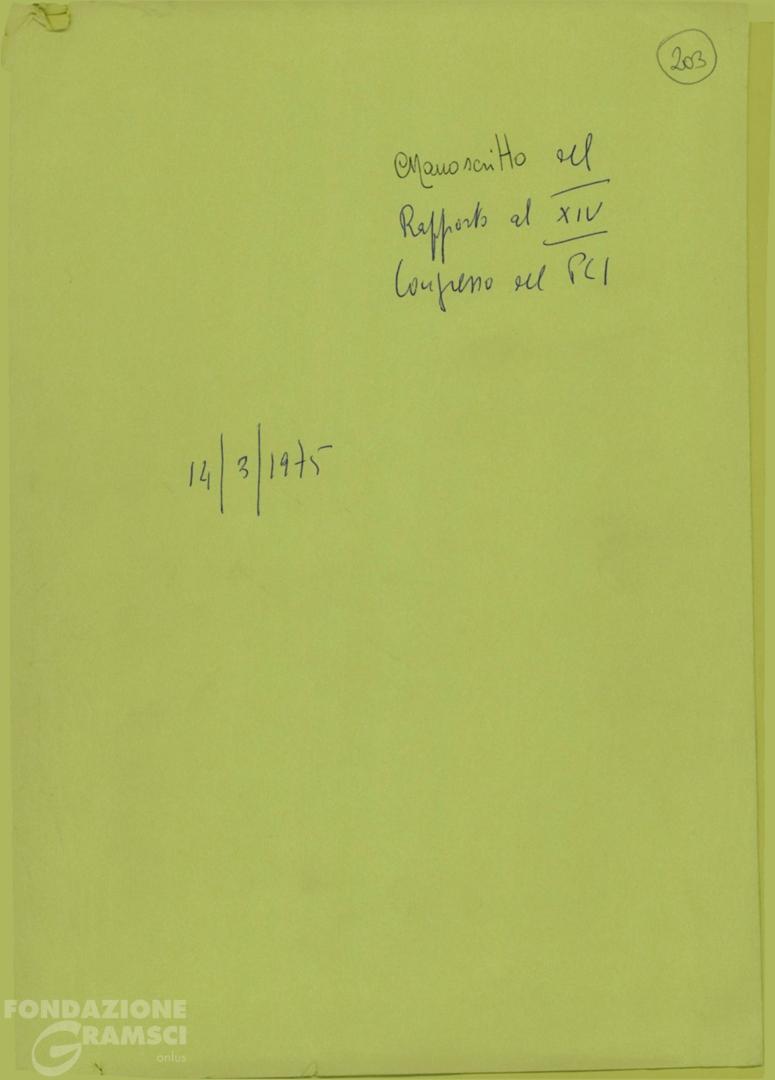 203
Manoscritto del
Rapporto al XIV
Congresso del PCI
14/3/1975
FONDAZIONE
GRAMSCI
onlus